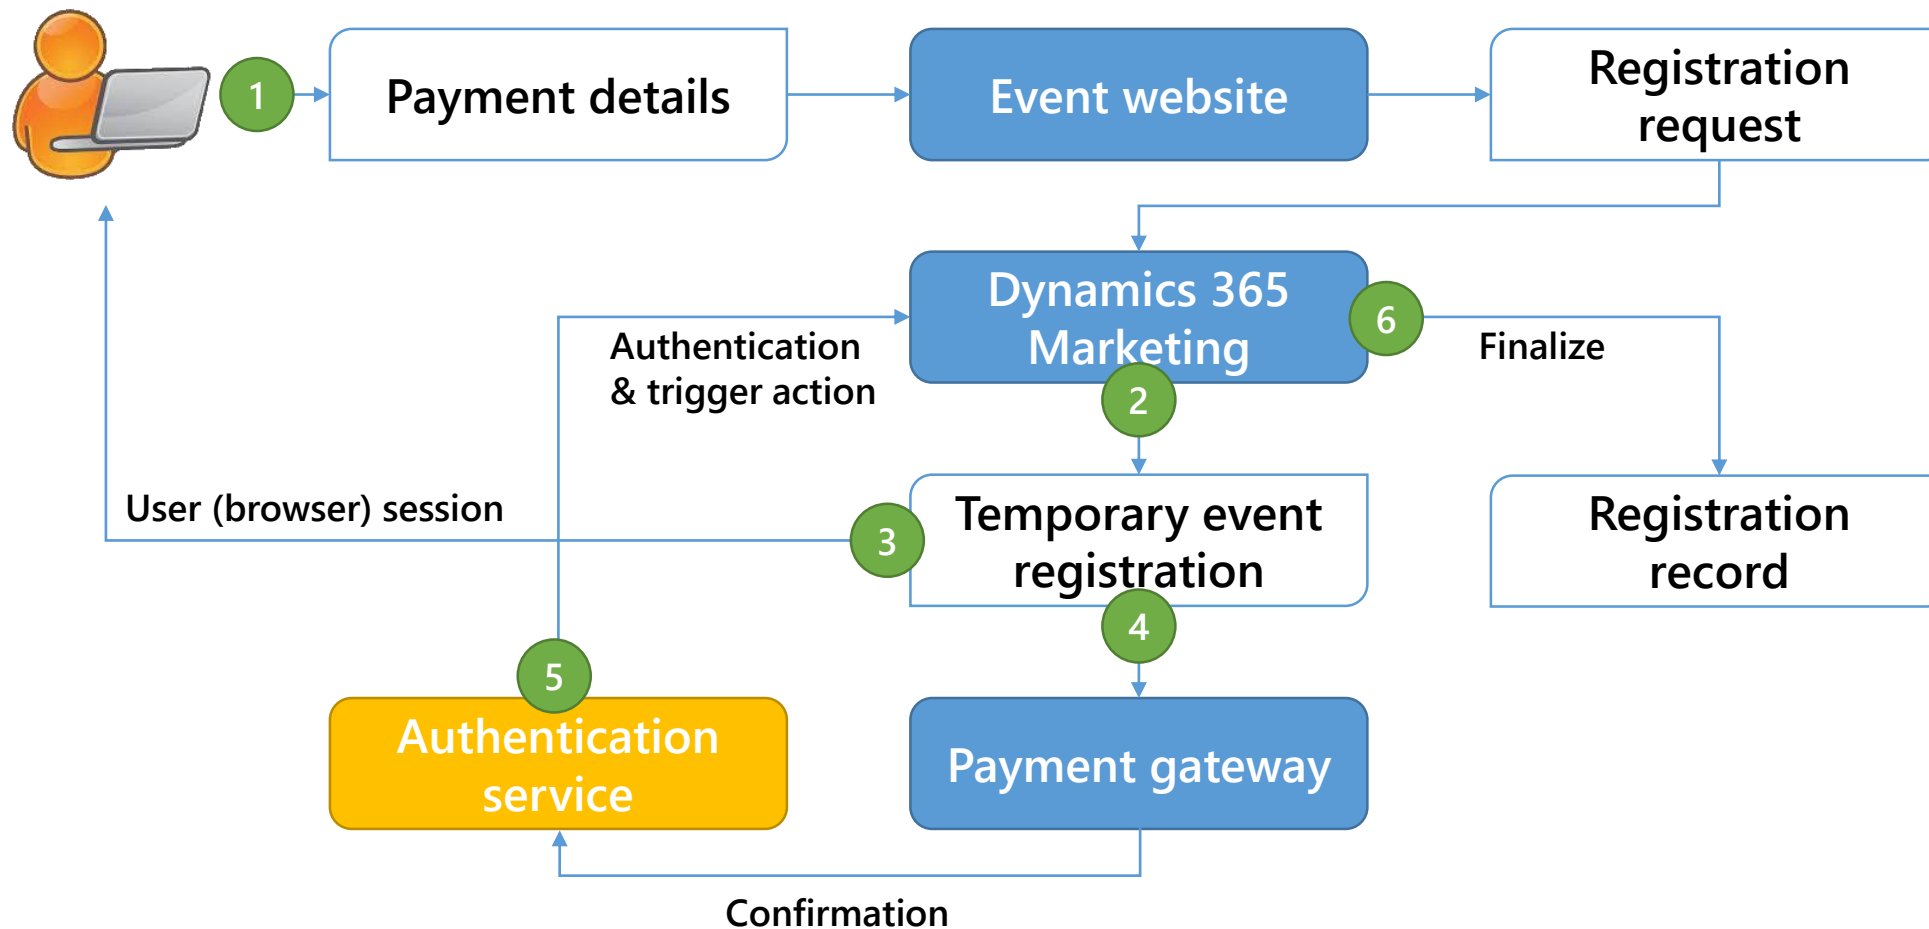 1
Payment details
Event website
Registration
request
Dynamics 365
Marketing
6
Finalize
Authentication
& trigger action
2
User (browser) session
3
Temporary event
registration
Registration
record
4
5
Authentication
service
Payment gateway
Confirmation